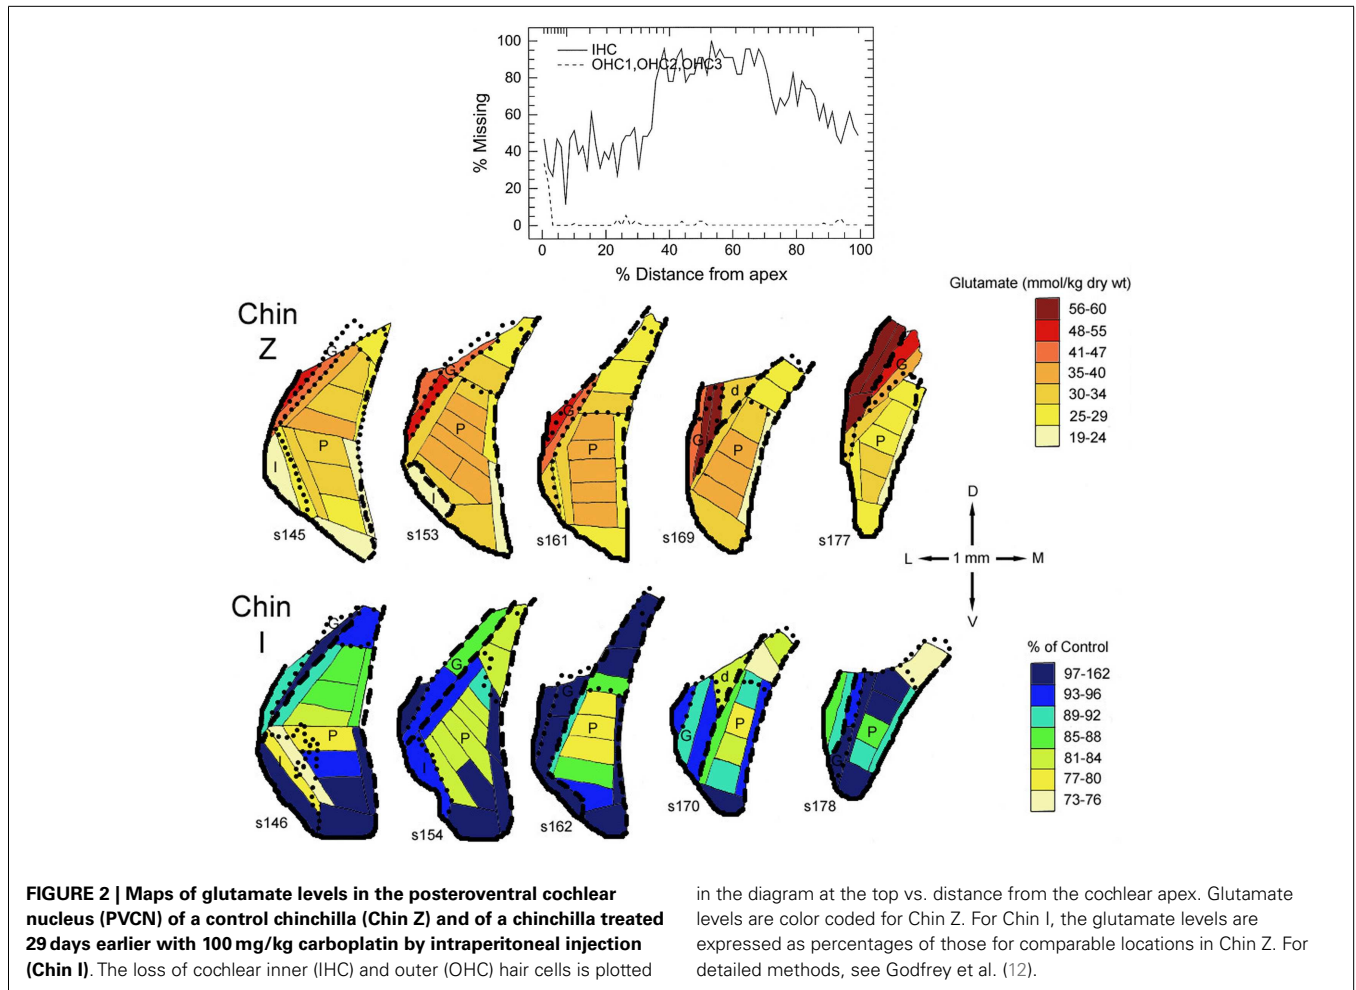 100
80
60
40
20
0
% Missing
IHC
OHC1,OHC2,OHC3
0 20 40 60 80 100
% Distance from apex
Chin
Z
Glutamate (mmol/kg dry wt)
56-60
48-55
41-47
35-40
30-34
25-29
19-24
G
P
I
s145
G
P
I
s153
G
P
s161
G
d
P
s169
G
P
s177
D
L 1 mm M
V
Chin
I
% of Control
97-162
93-96
89-92
85-88
81-84
77-80
73-76
G
P
I
s146
G
P
I
s154
G
P
s162
G
d
P
s170
G
P
s178
FIGURE 2 | Maps of glutamate levels in the posteroventral cochlear
nucleus (PVCN) of a control chinchilla (Chin Z) and of a chinchilla treated
29 days earlier with 100 mg/kg carboplatin by intraperitoneal injection
(Chin I). The loss of cochlear inner (IHC) and outer (OHC) hair cells is plotted
in the diagram at the top vs. distance from the cochlear apex. Glutamate
levels are color coded for Chin Z. For Chin I, the glutamate levels are
expressed as percentages of those for comparable locations in Chin Z. For
detailed methods, see Godfrey et al. (12).